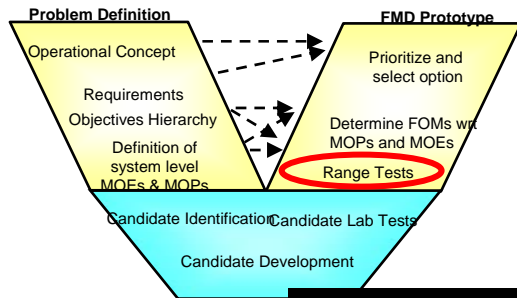 Problem Definition
FMD Prototype
Operational Concept
Requirements
Objectives Hierarchy
Definition of
system level
MOEs & MOPs
Prioritize and
select option
Determine FOMs wrt
MOPs and MOEs
Range Tests
Candidate Identification
Candidate Lab Tests
Candidate Development